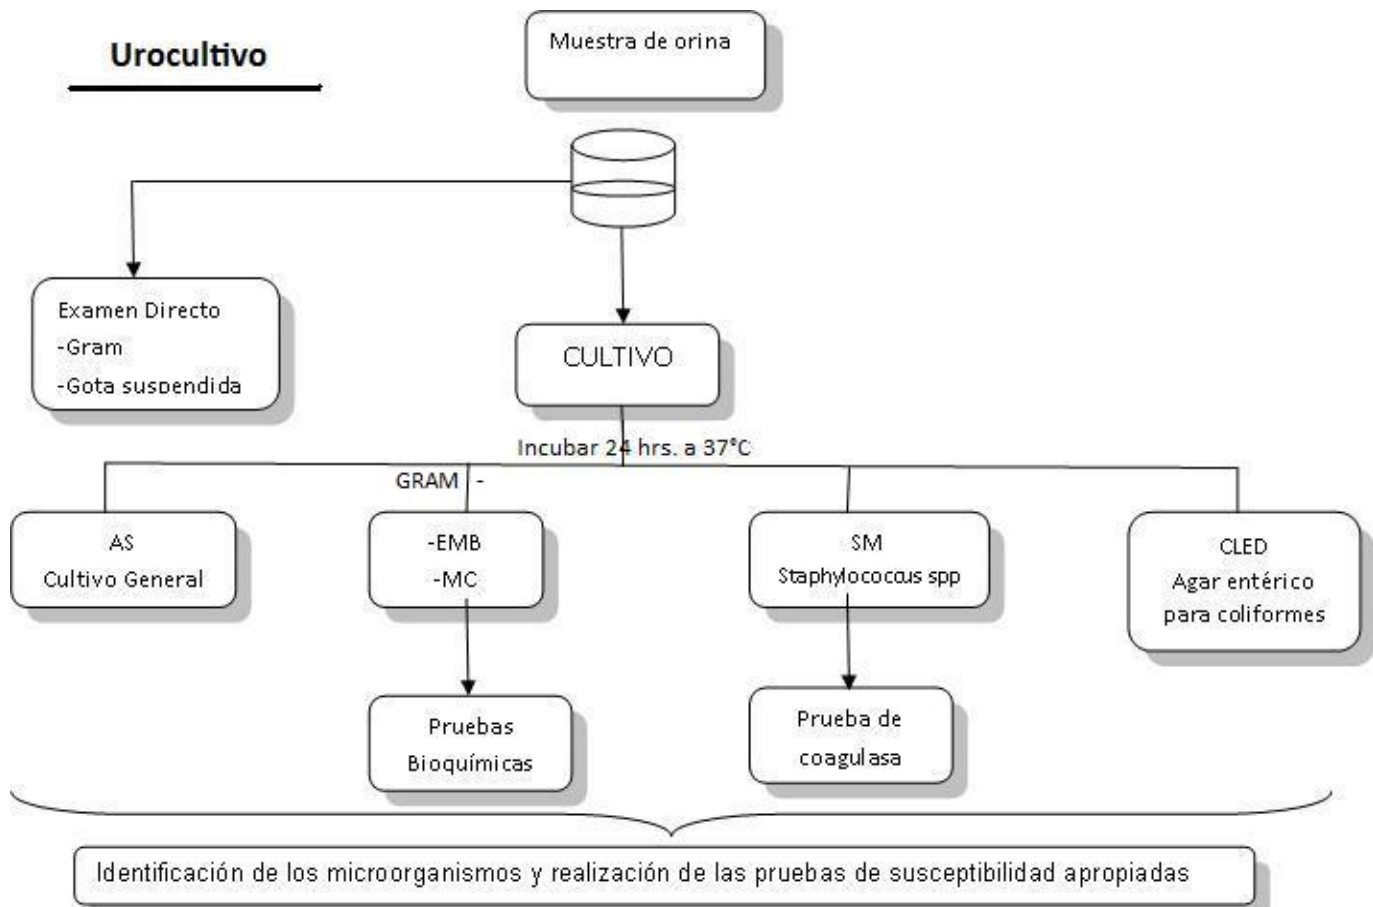 Urocultivo
Muestra de orina
Examen Directo
-Gram
-Gota suspendida
CULTIVO
Incubar 24 hrs. a 37°C
GRAM -
AS
Cultivo General
-EMB
-MC
SM
Staphylococcus spp
CLED
Agar entérico
para coliformes
Pruebas
Bioquímicas
Prueba de
coagulasa
Identificación de los microorganismos y realización de las pruebas de susceptibilidad apropiadas